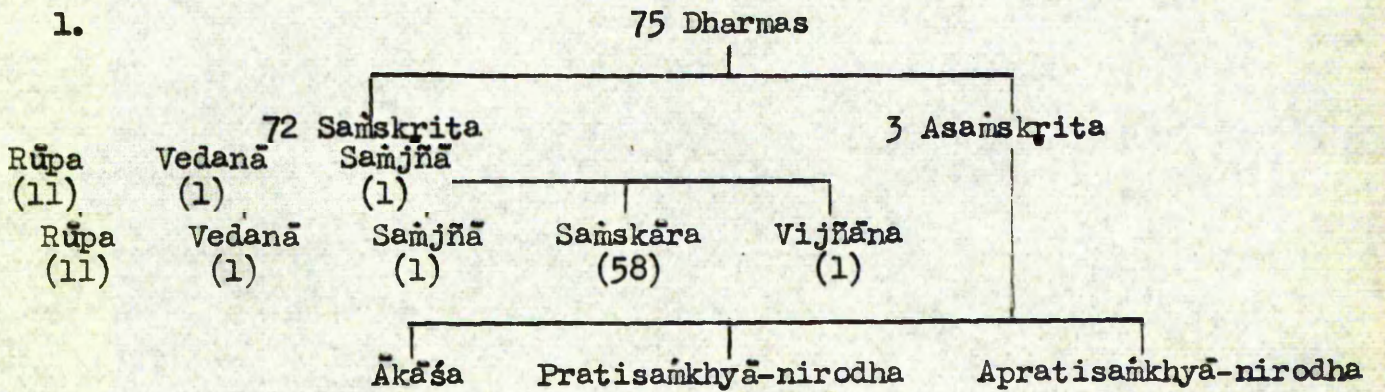 1. 75 Dharmas
72 Saṁskṛita 3 Asaṁskṛita
Rūpa Vedanā Saṁjñā
(11) (1) (1)
Rūpa Vedanā Saṁjñā Saṁskāra Vijñāna
(11) (1) (1) (58) (1)
Ākāśa Pratisaṁkhyā-nirodha Apratisaṁkhyā-nirodha